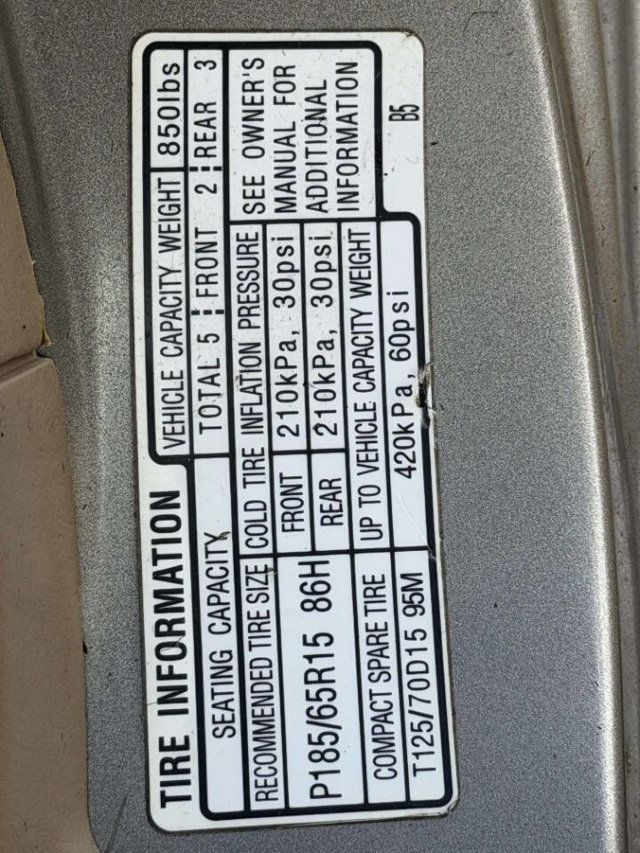 TIRE INFORMATION
VEHICLE CAPACITY WEIGHT 850lbs
SEATING CAPACITY TOTAL 5 : FRONT 2 : REAR 3
RECOMMENDED TIRE SIZE COLD TIRE INFLATION PRESSURE
P185/65R15 86H
FRONT 210kPa, 30psi
REAR 210kPa, 30psi
SEE OWNER'S
MANUAL FOR
ADDITIONAL
INFORMATION
COMPACT SPARE TIRE UP TO VEHICLE CAPACITY WEIGHT
T125/70D15 95M 420kPa, 60psi
B5